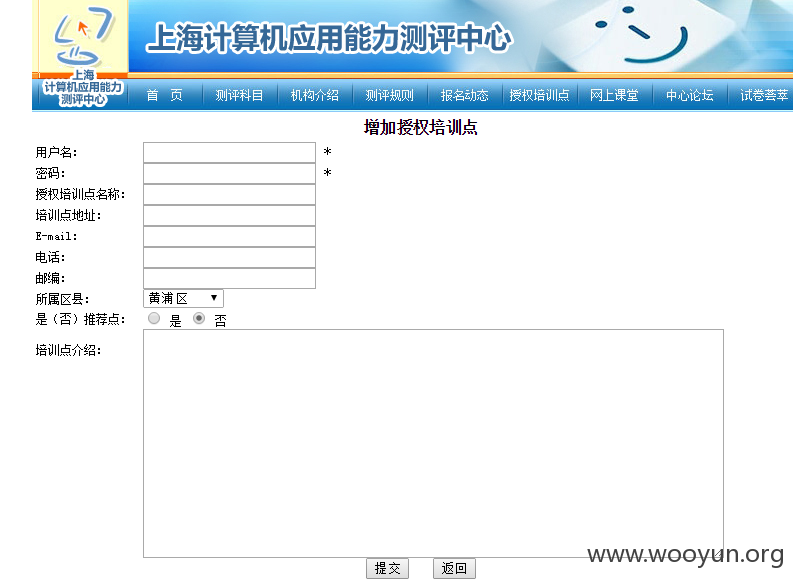 上海计算机应用能力测评中心
上海
计算机应用能力
测评中心
首 页 测评科目 机构介绍 测评规则 报名动态 授权培训点 网上课堂 中心论坛 试卷荟萃
增加授权培训点
用户名： *
密码： *
授权培训点名称：
培训点地址：
E-mail：
电话：
邮编：
所属区县： 黄浦区
是（否）推荐点： 是 否
培训点介绍：
www.wooyun.org
提交 返回